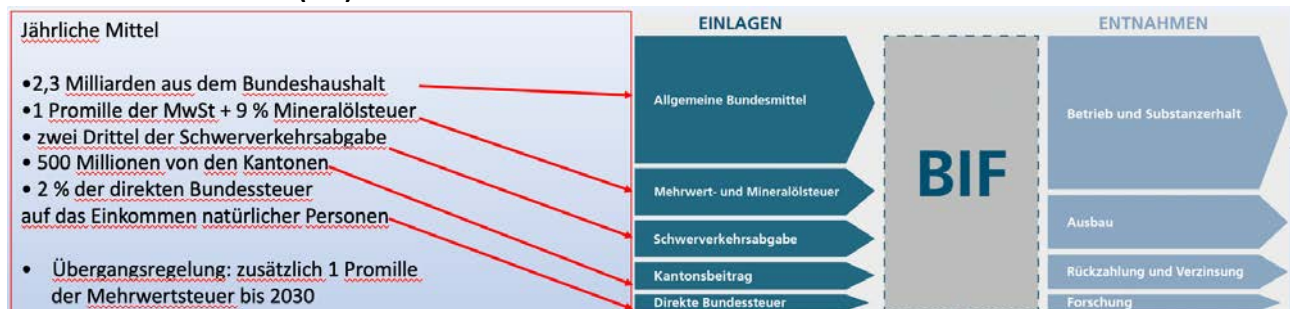 Jährliche Mittel
•2,3 Milliarden aus dem Bundeshaushalt
•1 Promille der MwSt + 9 % Mineralölsteuer
• zwei Drittel der Schwerverkehrsabgabe
• 500 Millionen von den Kantonen
• 2 % der direkten Bundessteuer
auf das Einkommen natürlicher Personen
• Übergangsregelung: zusätzlich 1 Promille
der Mehrwertsteuer bis 2030
EINLAGEN
Allgemeine Bundesmittel
Mehrwert- und Mineralölsteuer
Schwerverkehrsabgabe
Kantonsbeitrag
Direkte Bundessteuer
BIF
ENTNAHMEN
Betrieb und Substanzerhalt
Ausbau
Rückzahlung und Verzinsung
Forschung